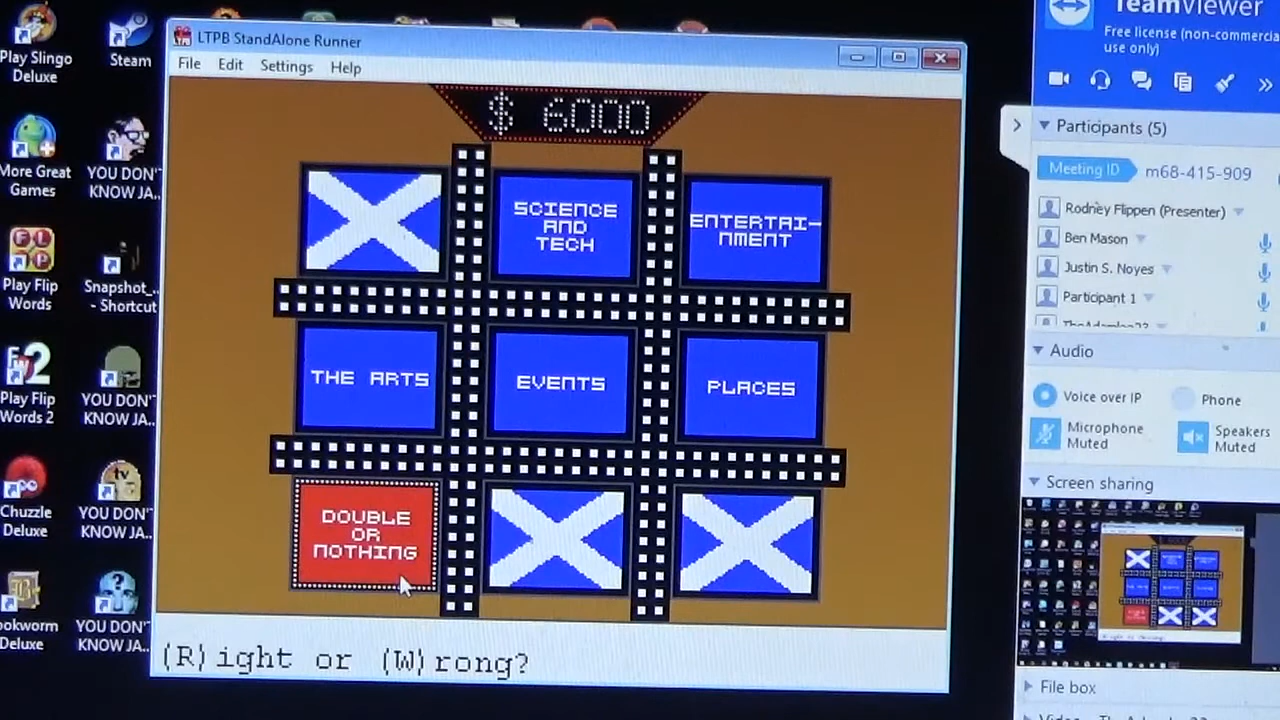 Play Slingo
Deluxe
Steam
More Great
Games
YOU DON'T
KNOW JA...
Play Flip
Words
Snapshot_...
- Shortcut
Play Flip
Words 2
YOU DON'T
KNOW JA...
Chuzzle
Deluxe
YOU DON'T
KNOW JA...
ookworm
Deluxe
YOU DON'T
KNOW JA...
LTPB StandAlone Runner
File Edit Settings Help
$ 6000
SCIENCE
AND
TECH
ENTERTAI-
NMENT
THE ARTS
EVENTS
PLACES
DOUBLE
OR
NOTHING
(R)ight or (W)rong?
TeamViewer
Free license (non-commercia
use only)
Participants (5)
Meeting ID m68-415-909
Rodney Flippen (Presenter)
Ben Mason
Justin S. Noyes
Participant 1
Audio
Voice over IP
Phone
Microphone
Muted
Speakers
Muted
Screen sharing
File box